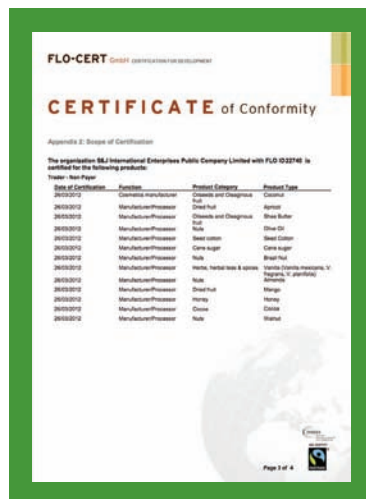 FLO-CERT GmbH CERTIFICATION FOR DEVELOPMENT
CERTIFICATE of Conformity
Appendix 2: Scope of Certification
The organization S&J International Enterprises Public Company Limited with FLO ID 22740 is
certified for the following products:
Trader - Non Payer
Date of Certification Function Product Category Product Type
26/03/2012 Cosmetics manufacturer Oilseeds and Oleaginous Coconut
fruit
26/03/2012 Manufacturer/Processor Dried fruit Apricot
26/03/2012 Manufacturer/Processor Oilseeds and Oleaginous Shea Butter
fruit
26/03/2012 Manufacturer/Processor Nuts Olive Oil
26/03/2012 Manufacturer/Processor Seed cotton Seed Cotton
26/03/2012 Manufacturer/Processor Cane sugar Cane sugar
26/03/2012 Manufacturer/Processor Nuts Brazil Nut
26/03/2012 Manufacturer/Processor Herbs, herbal teas & spices Vanilla (Vanilla mexicana, V.
fragrans, V. planifolia)
26/03/2012 Manufacturer/Processor Nuts Almonds
26/03/2012 Manufacturer/Processor Dried fruit Mango
26/03/2012 Manufacturer/Processor Honey Honey
26/03/2012 Manufacturer/Processor Cocoa Cocoa
26/03/2012 Manufacturer/Processor Nuts Walnut
Page 3 of 4